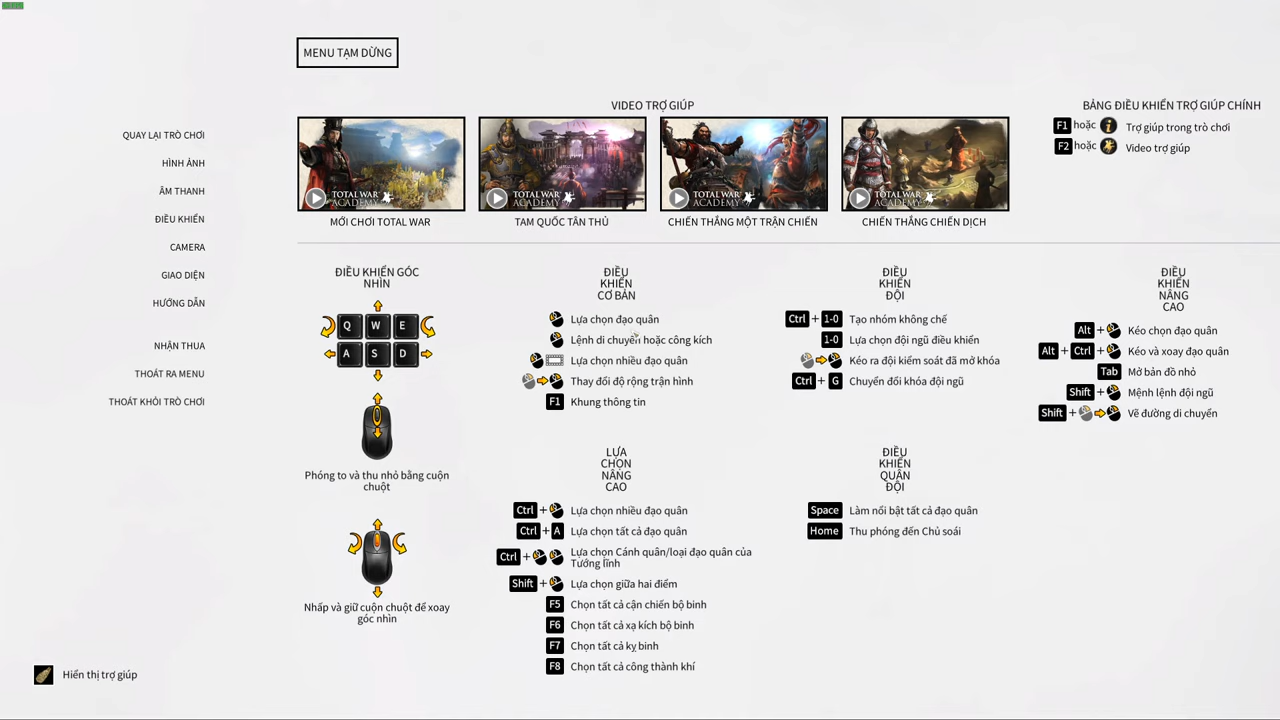 MENU TẠM DỪNG
QUAY LẠI TRÒ CHƠI
HÌNH ẢNH
ÂM THANH
ĐIỀU KHIỂN
CAMERA
GIAO DIỆN
HƯỚNG DẪN
NHẬN THUA
THOÁT RA MENU
THOÁT KHỎI TRÒ CHƠI
VIDEO TRỢ GIÚP
TOTAL WAR ACADEMY
MỚI CHƠI TOTAL WAR
TOTAL WAR ACADEMY
TAM QUỐC TÂN THỦ
TOTAL WAR ACADEMY
CHIẾN THẮNG MỘT TRẬN CHIẾN
TOTAL WAR ACADEMY
CHIẾN THẮNG CHIẾN DỊCH
BẢNG ĐIỀU KHIỂN TRỢ GIÚP CHÍNH
F1 hoặc Trợ giúp trong trò chơi
F2 hoặc Video trợ giúp
ĐIỀU KHIỂN GÓC
NHÌN
Q W E
A S D
Phóng to và thu nhỏ bằng cuộn
chuột
Nhấp và giữ cuộn chuột để xoay
góc nhìn
ĐIỀU
KHIỂN
CƠ BẢN
Lựa chọn đạo quân
Lệnh di chuyển hoặc công kích
Lựa chọn nhiều đạo quân
Thay đổi độ rộng trận hình
F1 Khung thông tin
LỰA
CHỌN
NÂNG
CAO
Ctrl + Lựa chọn nhiều đạo quân
Ctrl + A Lựa chọn tất cả đạo quân
Ctrl + Lựa chọn Cánh quân/loại đạo quân của
Tướng lĩnh
Shift + Lựa chọn giữa hai điểm
F5 Chọn tất cả cận chiến bộ binh
F6 Chọn tất cả xạ kích bộ binh
F7 Chọn tất cả kỵ binh
F8 Chọn tất cả công thành khí
ĐIỀU
KHIỂN
ĐỘI
Ctrl + 1-0 Tạo nhóm không chế
1-0 Lựa chọn đội ngũ điều khiển
Kéo ra đội kiểm soát đã mở khóa
Ctrl + G Chuyển đổi khóa đội ngũ
ĐIỀU
KHIỂN
QUÂN
ĐỘI
Space Làm nổi bật tất cả đạo quân
Home Thu phóng đến Chủ soái
ĐIỀU
KHIỂN
NÂNG
CAO
Alt + Kéo chọn đạo quân
Alt + Ctrl + Kéo và xoay đạo quân
Tab Mở bản đồ nhỏ
Shift + Mệnh lệnh đội ngũ
Shift + Vẽ đường di chuyển
Hiển thị trợ giúp